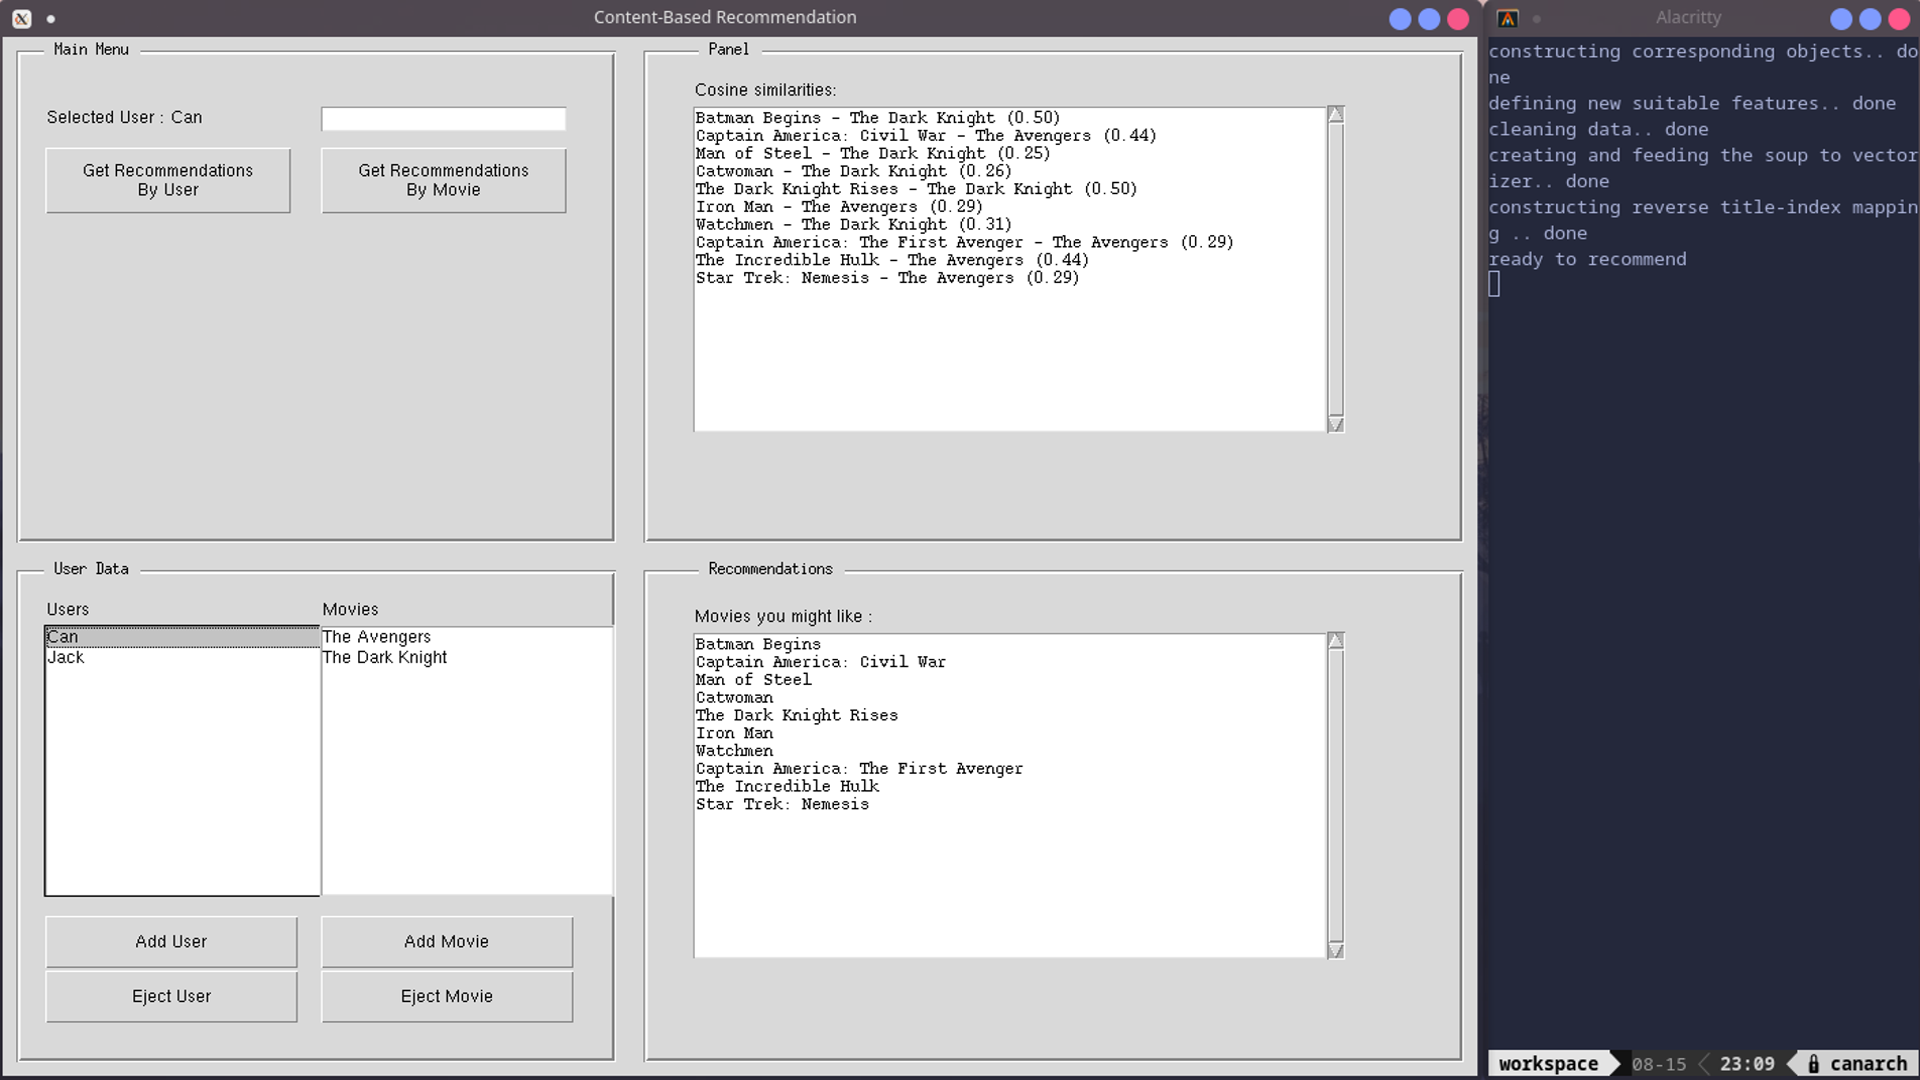 Content-Based Recommendation
Main Menu
Selected User : Can
Get Recommendations
By User
Get Recommendations
By Movie
Panel
Cosine similarities:
Batman Begins - The Dark Knight (0.50)
Captain America: Civil War - The Avengers (0.44)
Man of Steel - The Dark Knight (0.25)
Catwoman - The Dark Knight (0.26)
The Dark Knight Rises - The Dark Knight (0.50)
Iron Man - The Avengers (0.29)
Watchmen - The Dark Knight (0.31)
Captain America: The First Avenger - The Avengers (0.29)
The Incredible Hulk - The Avengers (0.44)
Star Trek: Nemesis - The Avengers (0.29)
User Data
Users
Can
Jack
Movies
The Avengers
The Dark Knight
Add User
Add Movie
Eject User
Eject Movie
Recommendations
Movies you might like :
Batman Begins
Captain America: Civil War
Man of Steel
Catwoman
The Dark Knight Rises
Iron Man
Watchmen
Captain America: The First Avenger
The Incredible Hulk
Star Trek: Nemesis
Alacritty
constructing corresponding objects.. do
ne
defining new suitable features.. done
cleaning data.. done
creating and feeding the soup to vector
izer.. done
constructing reverse title-index mappin
g .. done
ready to recommend
workspace 08-15 23:09 canarch